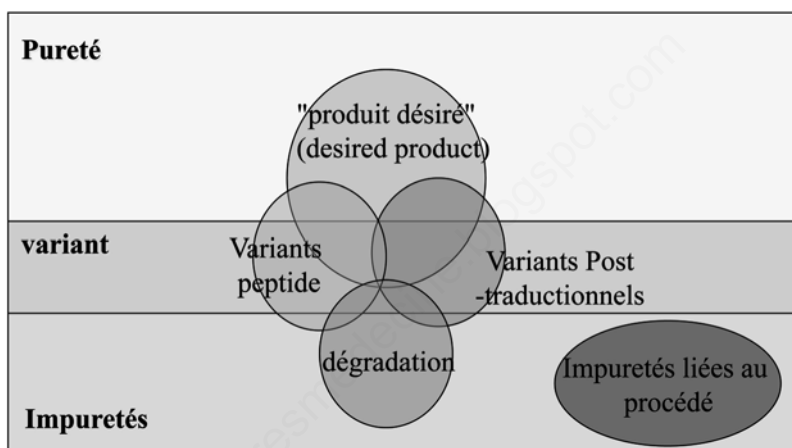 Pureté
"produit désiré"
(desired product)
variant
Variants
peptide
Variants Post
-traductionnels
dégradation
Impuretés liées au
procédé
Impuretés